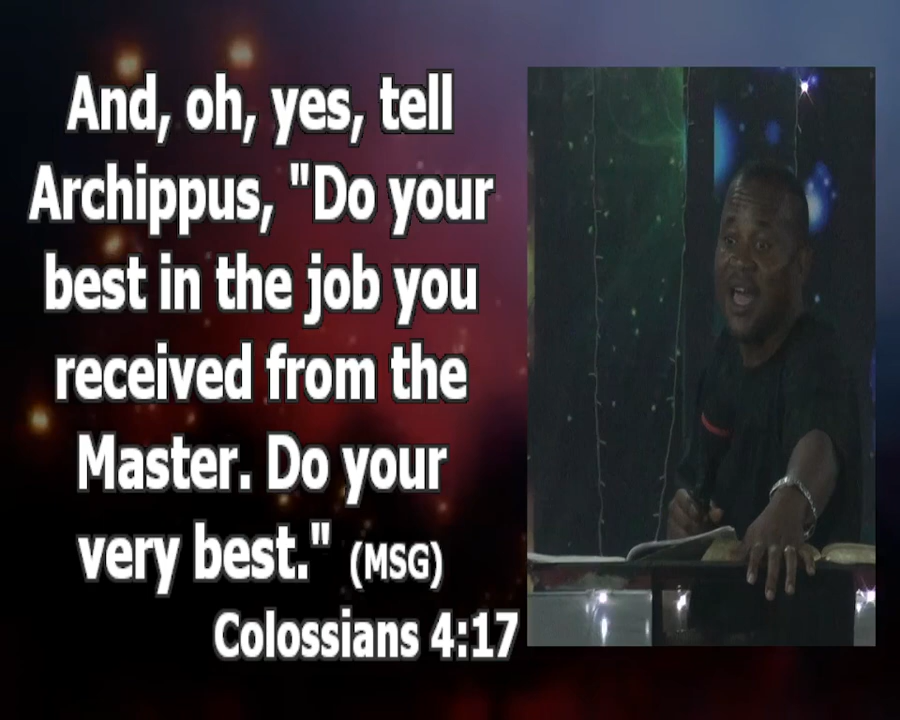 And, oh, yes, tell
Archippus, "Do your
best in the job you
received from the
Master. Do your
very best." (MSG)
Colossians 4:17